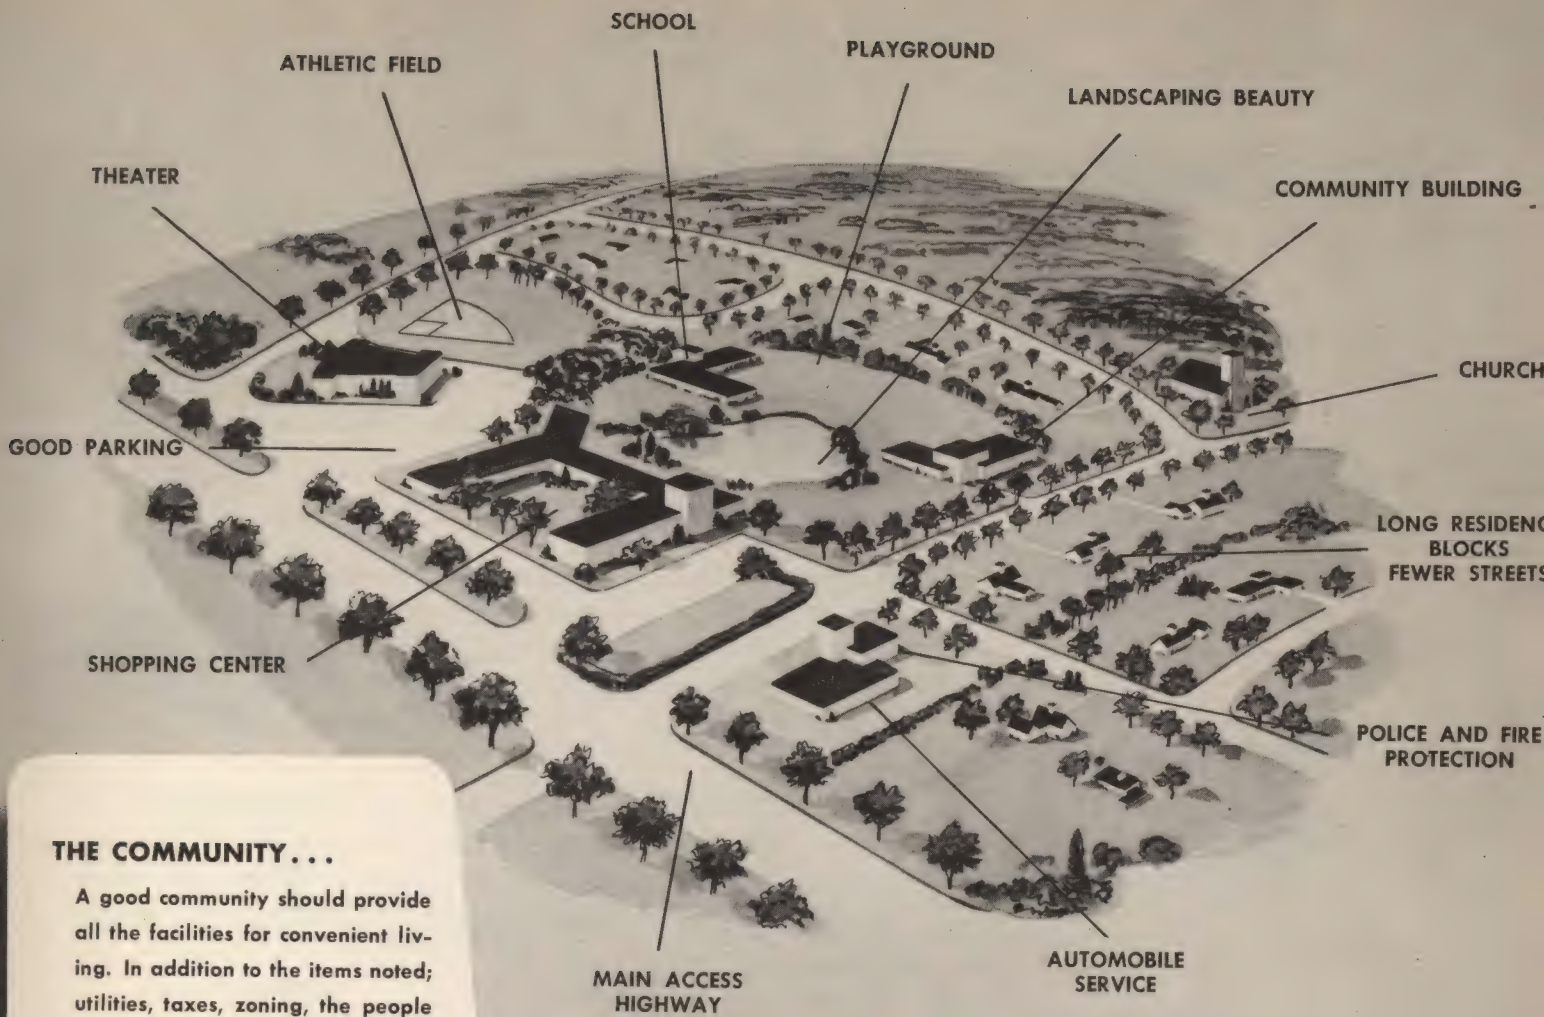 SCHOOL
PLAYGROUND
ATHLETIC FIELD
LANDSCAPING BEAUTY
THEATER
COMMUNITY BUILDING
CHURCH
GOOD PARKING
LONG RESIDENC
BLOCKS
FEWER STREETS
SHOPPING CENTER
POLICE AND FIRE
PROTECTION
THE COMMUNITY...
A good community should provide
all the facilities for convenient liv-
ing. In addition to the items noted;
utilities, taxes, zoning, the people
MAIN ACCESS
HIGHWAY
AUTOMOBILE
SERVICE